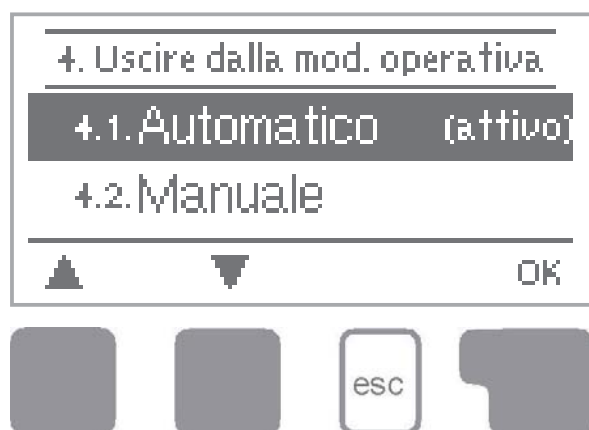 4. Uscire dalla mod. operativa
4.1. Automatico (attivo)
4.2. Manuale
OK
esc